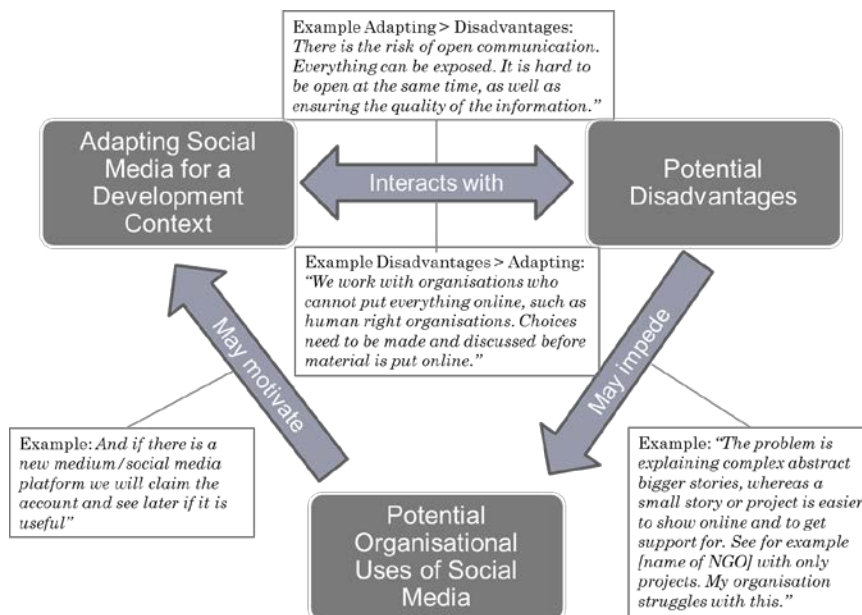 Example Adapting > Disadvantages:
There is the risk of open communication.
Everything can be exposed. It is hard to
be open at the same time, as well as
ensuring the quality of the information.”
Adapting Social
Media for a
Development
Context
Interacts with
Potential
Disadvantages
Example Disadvantages > Adapting:
“We work with organisations who
cannot put everything online, such as
human right organisations. Choices
need to be made and discussed before
material is put online.”
May motivate
May impede
Example: And if there is a
new medium/social media
platform we will claim the
account and see later if it is
useful”
Potential
Organisational
Uses of Social
Media
Example: “The problem is
explaining complex abstract
bigger stories, whereas a
small story or project is easier
to show online and to get
support for. See for example
[name of NGO] with only
projects. My organisation
struggles with this.”